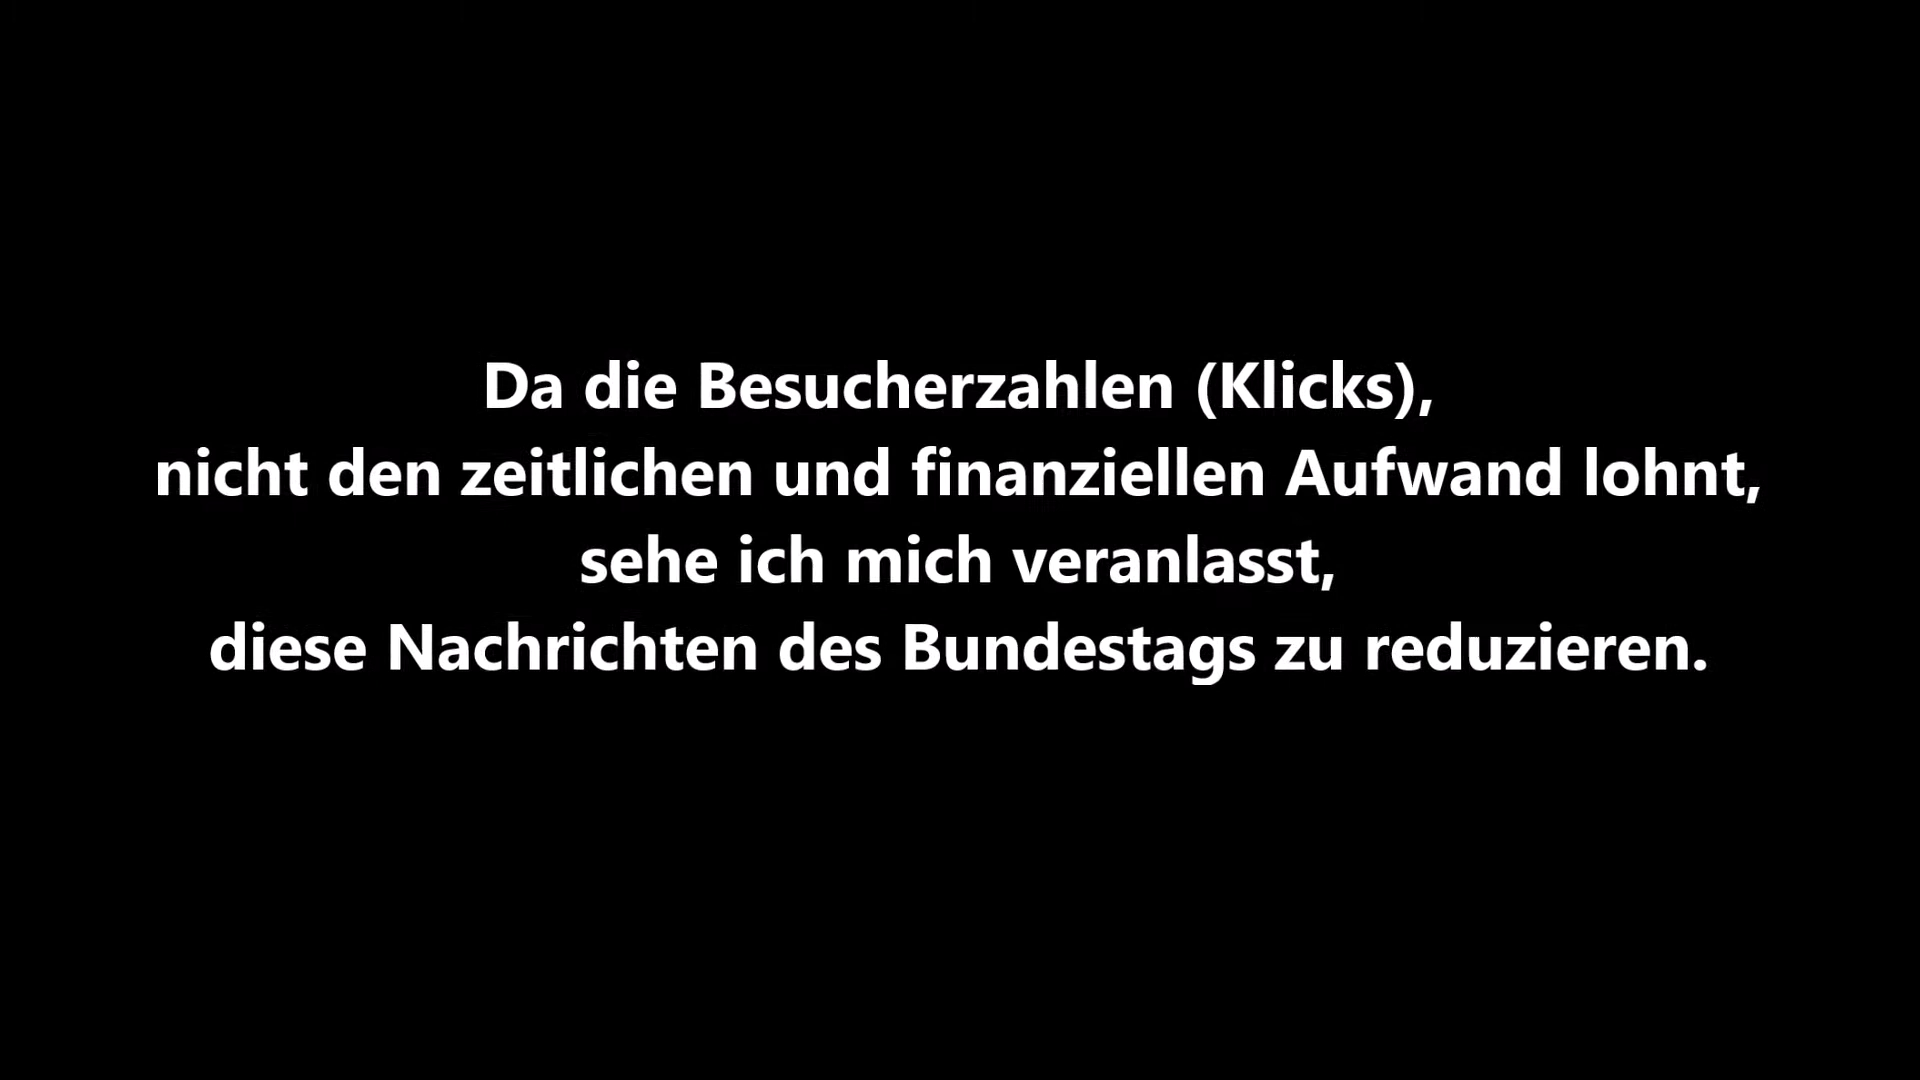 Da die Besucherzahlen (Klicks),
nicht den zeitlichen und finanziellen Aufwand lohnt,
sehe ich mich veranlasst,
diese Nachrichten des Bundestags zu reduzieren.